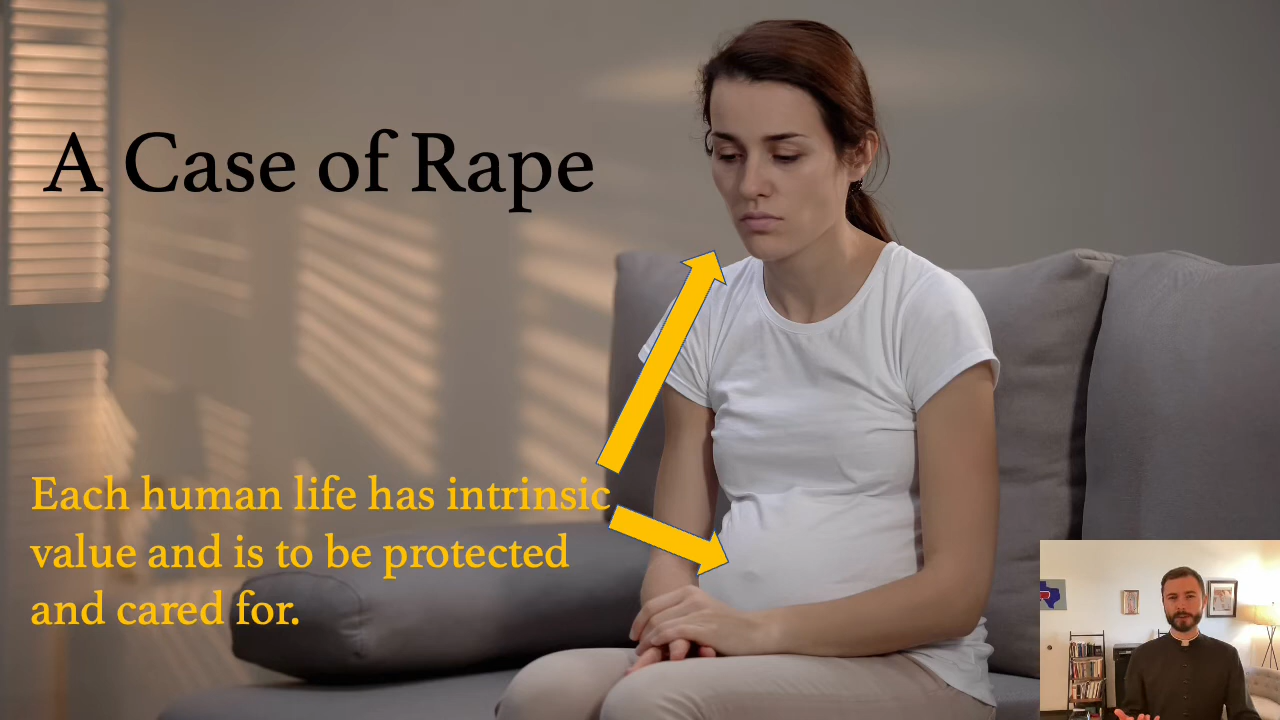 A Case of Rape
Each human life has intrinsic
value and is to be protected
and cared for.